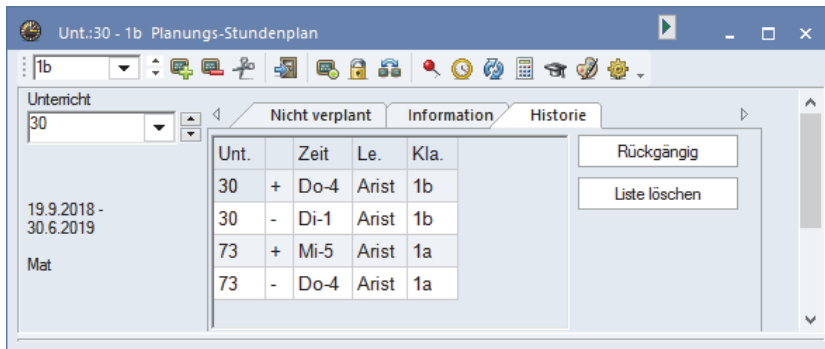 Unt.:30 - 1b Planungs-Stundenplan
1b
Unterricht
30
19.9.2018 -
30.6.2019
Mat
Nicht verplant Information Historie
Unt. Zeit Le. Kla.
30 + Do-4 Arist 1b
30 - Di-1 Arist 1b
73 + Mi-5 Arist 1a
73 - Do-4 Arist 1a
Rückgängig
Liste löschen